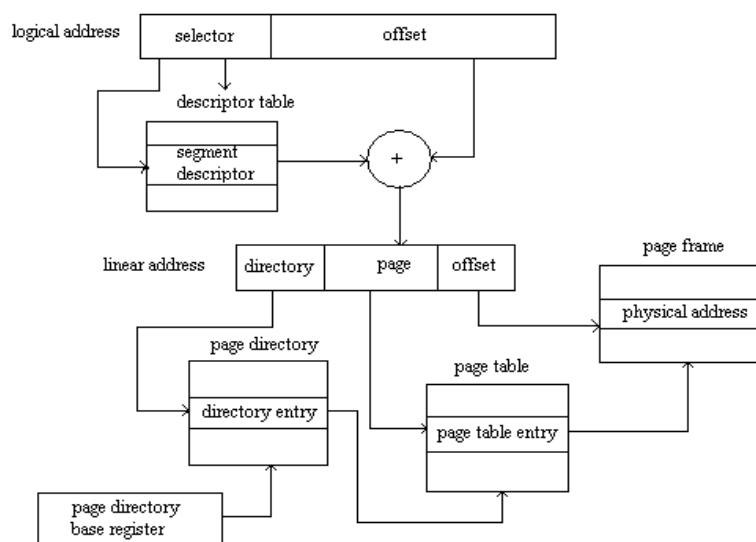 logical address
selector
offset
descriptor table
segment
descriptor
+
linear address
directory
page
offset
page frame
physical address
page directory
directory entry
page table
page table entry
page directory
base register